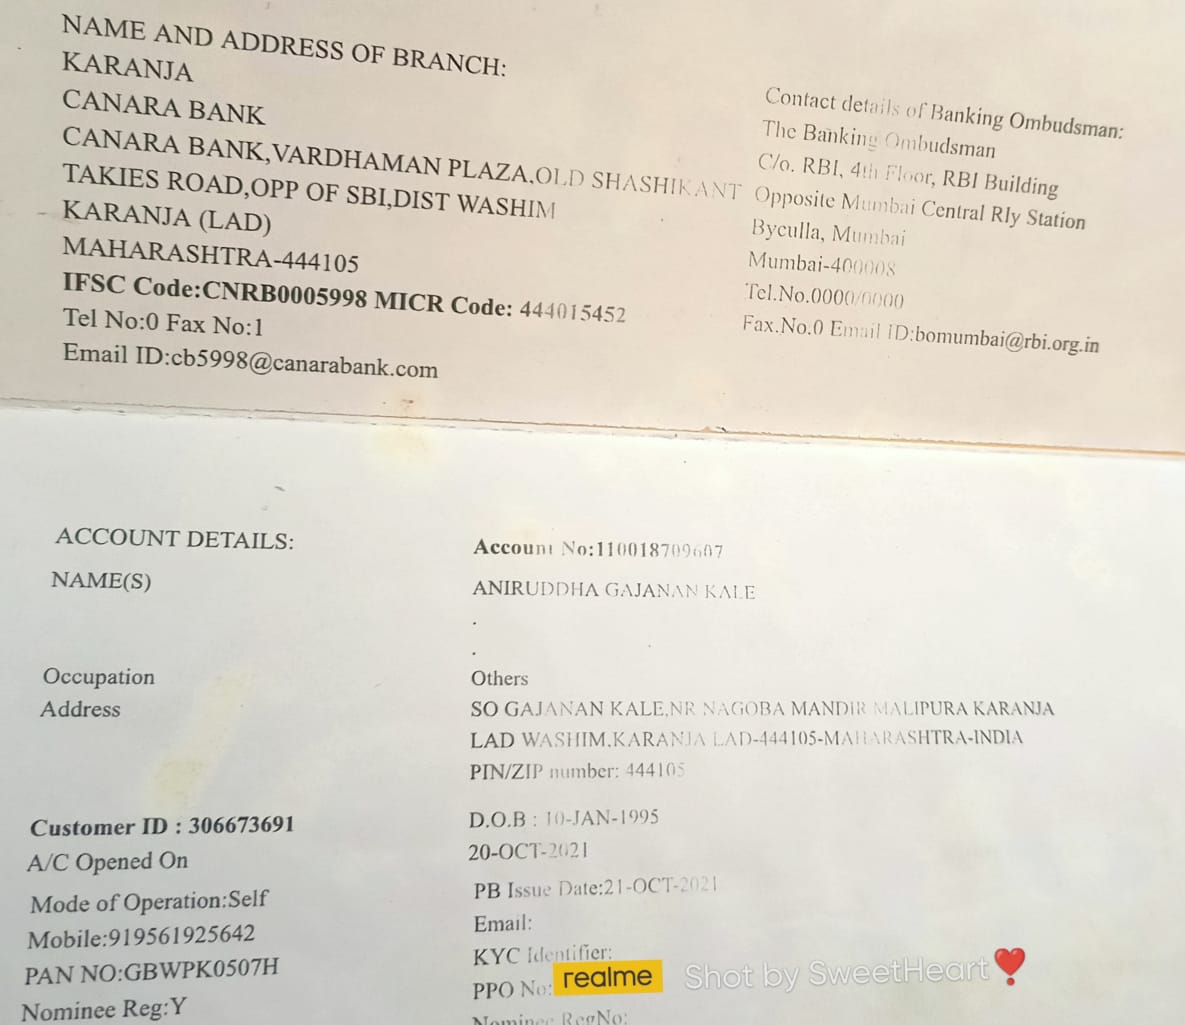 NAME AND ADDRESS OF BRANCH:
KARANJA
CANARA BANK
CANARA BANK,VARDHAMAN PLAZA,OLD SHASHIKANT
TAKIES ROAD,OPP OF SBI,DIST WASHIM
KARANJA (LAD)
MAHARASHTRA-444105
IFSC Code:CNRB0005998 MICR Code: 444015452
Tel No:0 Fax No:1
Email ID:cb5998@canarabank.com
Contact details of Banking Ombudsman:
The Banking Ombudsman
C/o. RBI, 4th Floor, RBI Building
Opposite Mumbai Central Rly Station
Byculla, Mumbai
Mumbai-400008
Tel.No.0000/0000
Fax.No.0 Email ID:bomumbai@rbi.org.in
ACCOUNT DETAILS: Account No:110018709607
NAME(S) ANIRUDDHA GAJANAN KALE
.
.
Occupation Others
Address SO GAJANAN KALE,NR NAGOBA MANDIR MALIPURA KARANJA
LAD WASHIM,KARANJA LAD-444105-MAHARASHTRA-INDIA
PIN/ZIP number: 444105
Customer ID : 306673691 D.O.B : 10-JAN-1995
A/C Opened On 20-OCT-2021
Mode of Operation:Self PB Issue Date:21-OCT-2021
Mobile:919561925642 Email:
PAN NO:GBWPK0507H KYC Identifier:
Nominee Reg:Y PPO No:
Nominee RegNo:
realme Shot by SweetHeart❣️